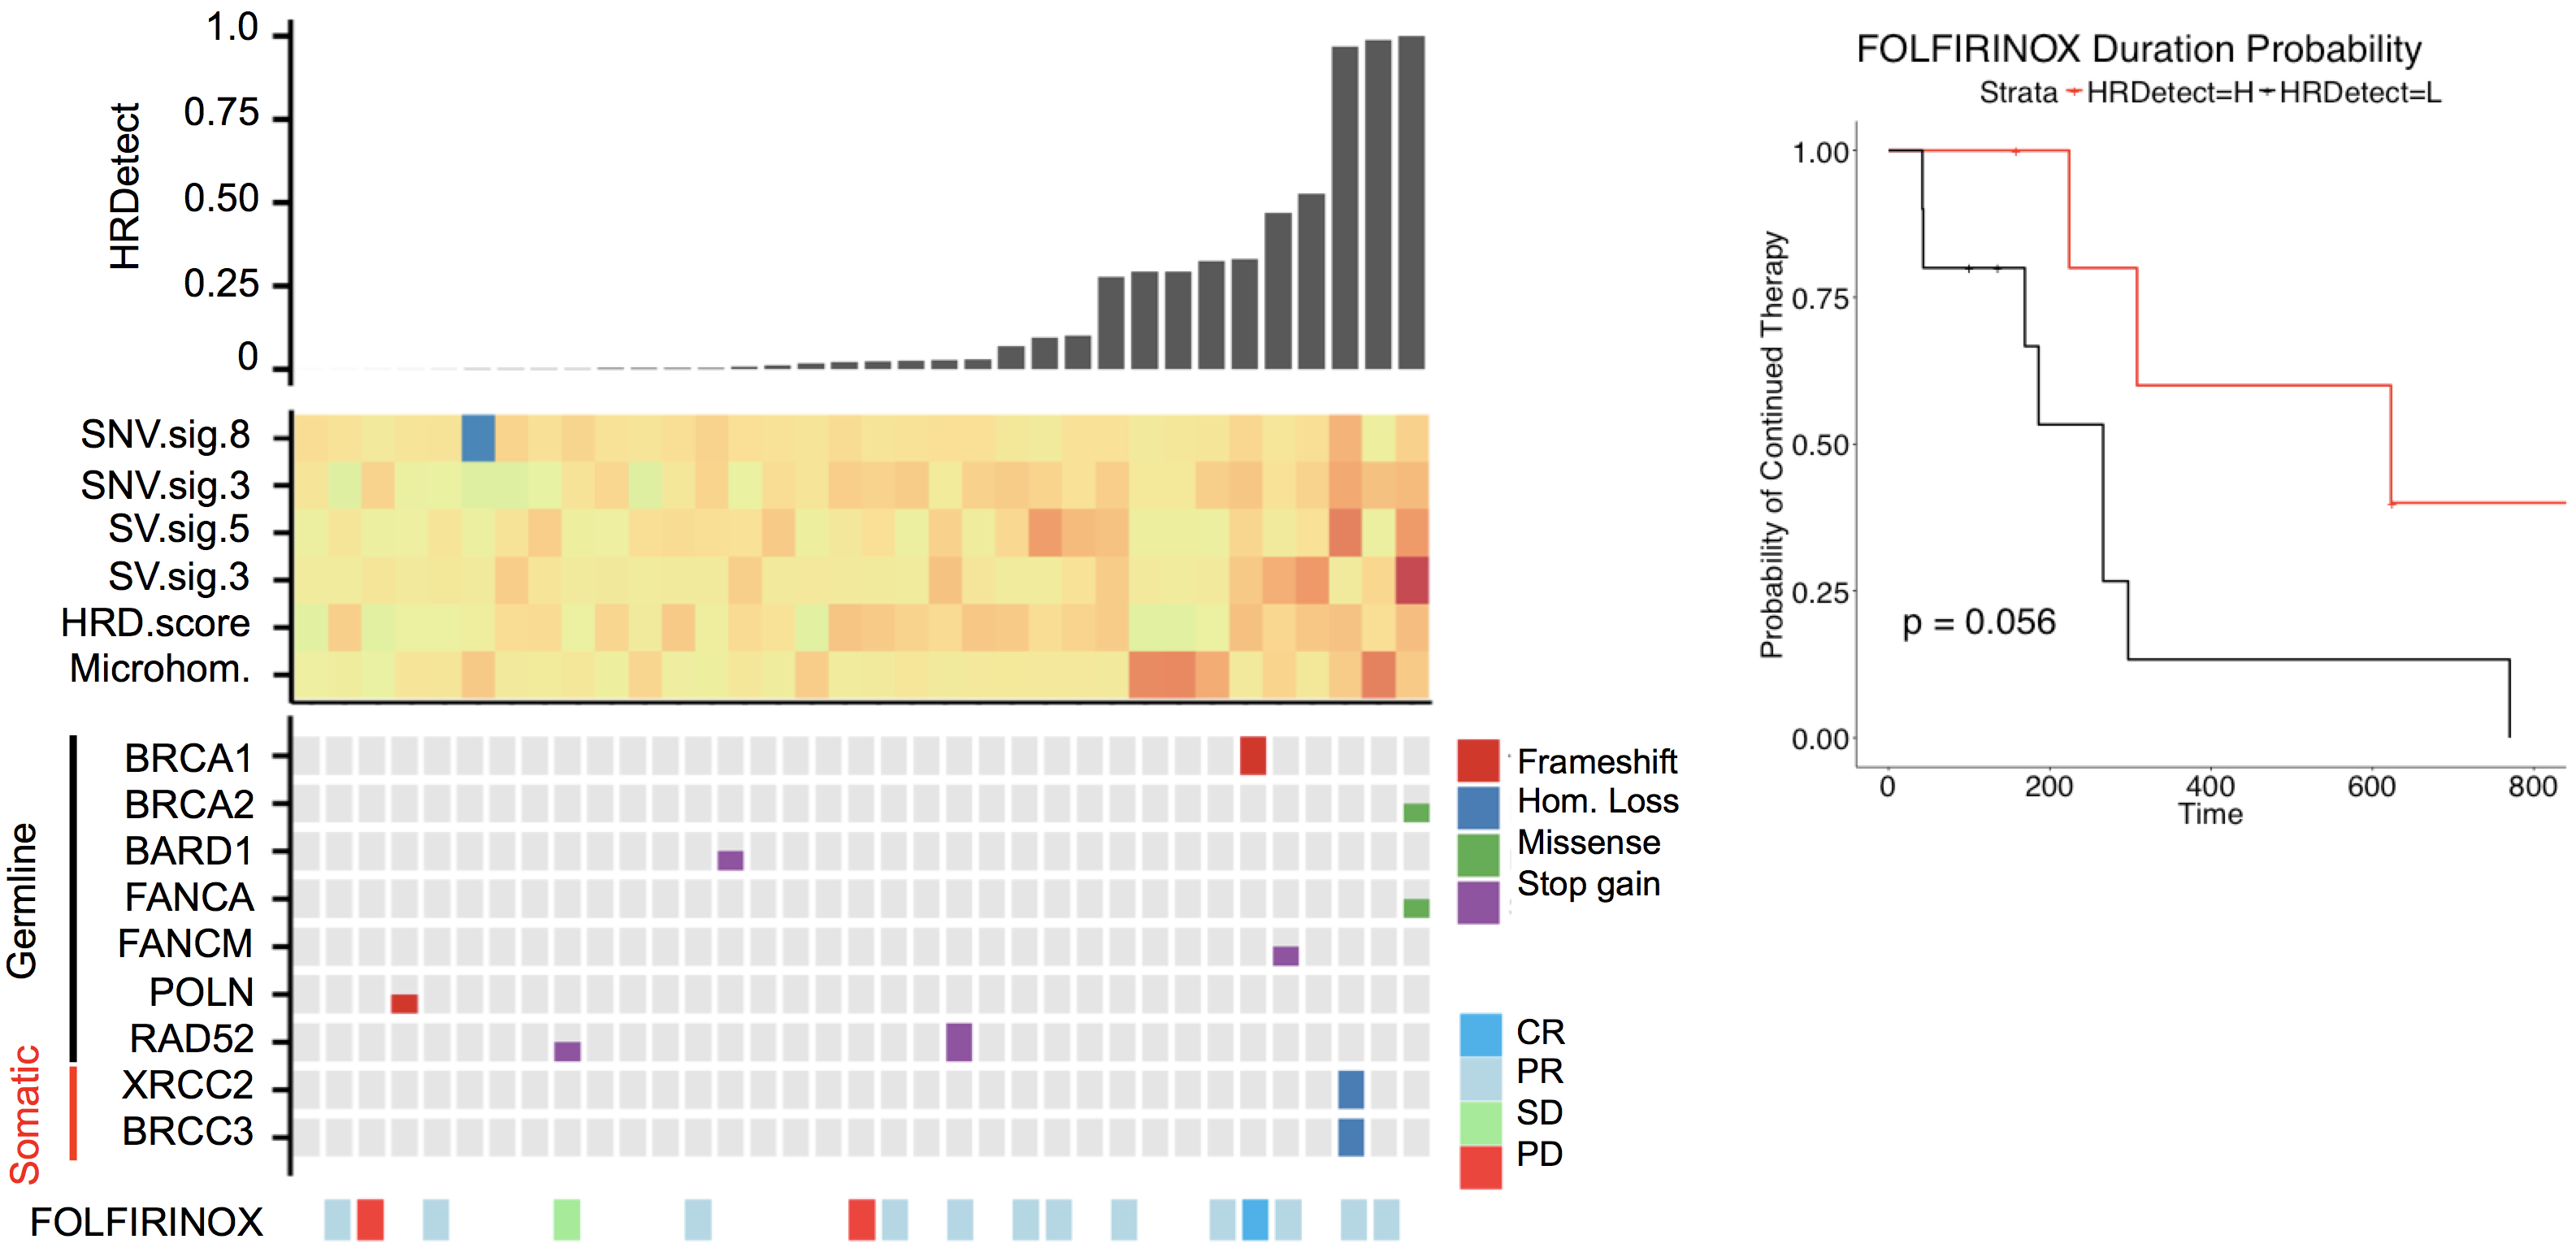 HRDetect
1.0
0.75
0.50
0.25
0
SNV.sig.8
SNV.sig.3
SV.sig.5
SV.sig.3
HRD.score
Microhom.
Germline
BRCA1
BRCA2
BARD1
FANCA
FANCM
POLN
RAD52
Somatic
XRCC2
BRCC3
FOLFIRINOX
Frameshift
Hom. Loss
Missense
Stop gain
CR
PR
SD
PD
FOLFIRINOX Duration Probability
Strata HRDetect=H HRDetect=L
Probability of Continued Therapy
1.00
0.75
0.50
0.25
0.00
p = 0.056
0 200 400 600 800
Time